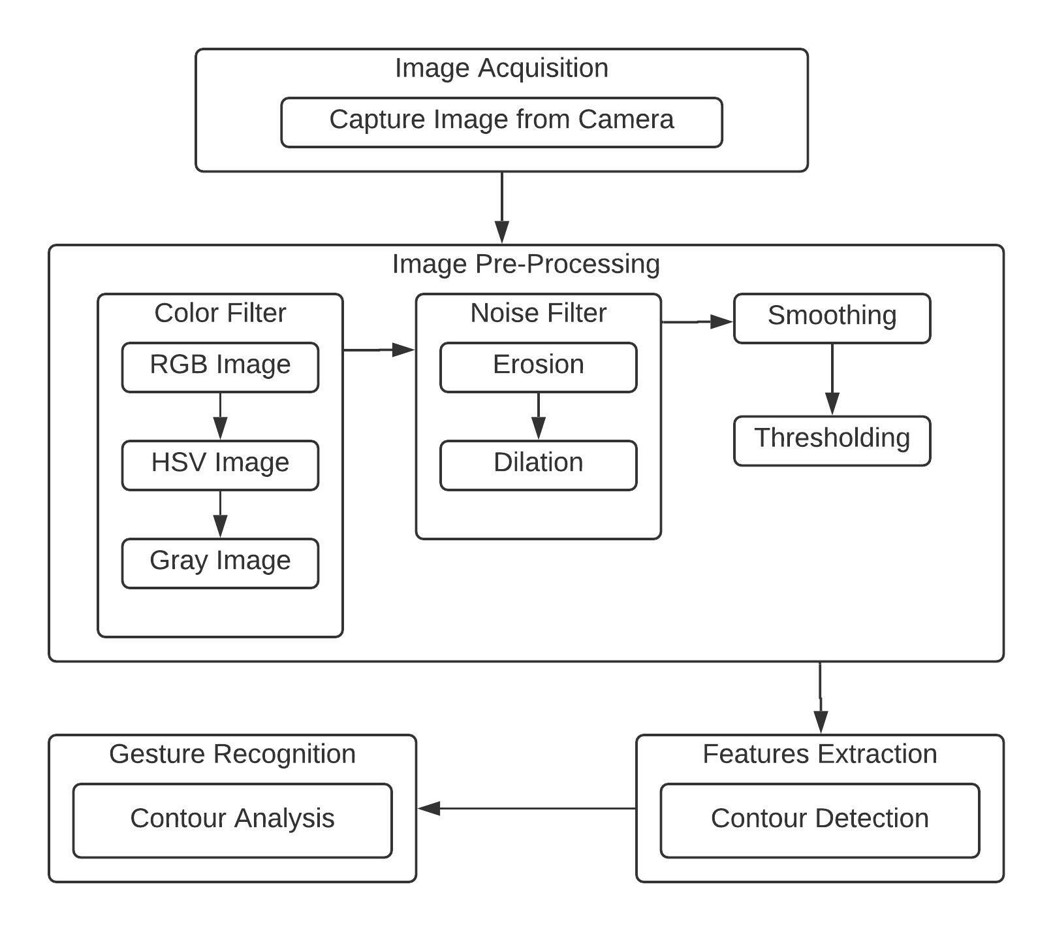 Image Acquisition
Capture Image from Camera
Image Pre-Processing
Color Filter
RGB Image
HSV Image
Gray Image
Noise Filter
Erosion
Dilation
Smoothing
Thresholding
Features Extraction
Contour Detection
Gesture Recognition
Contour Analysis